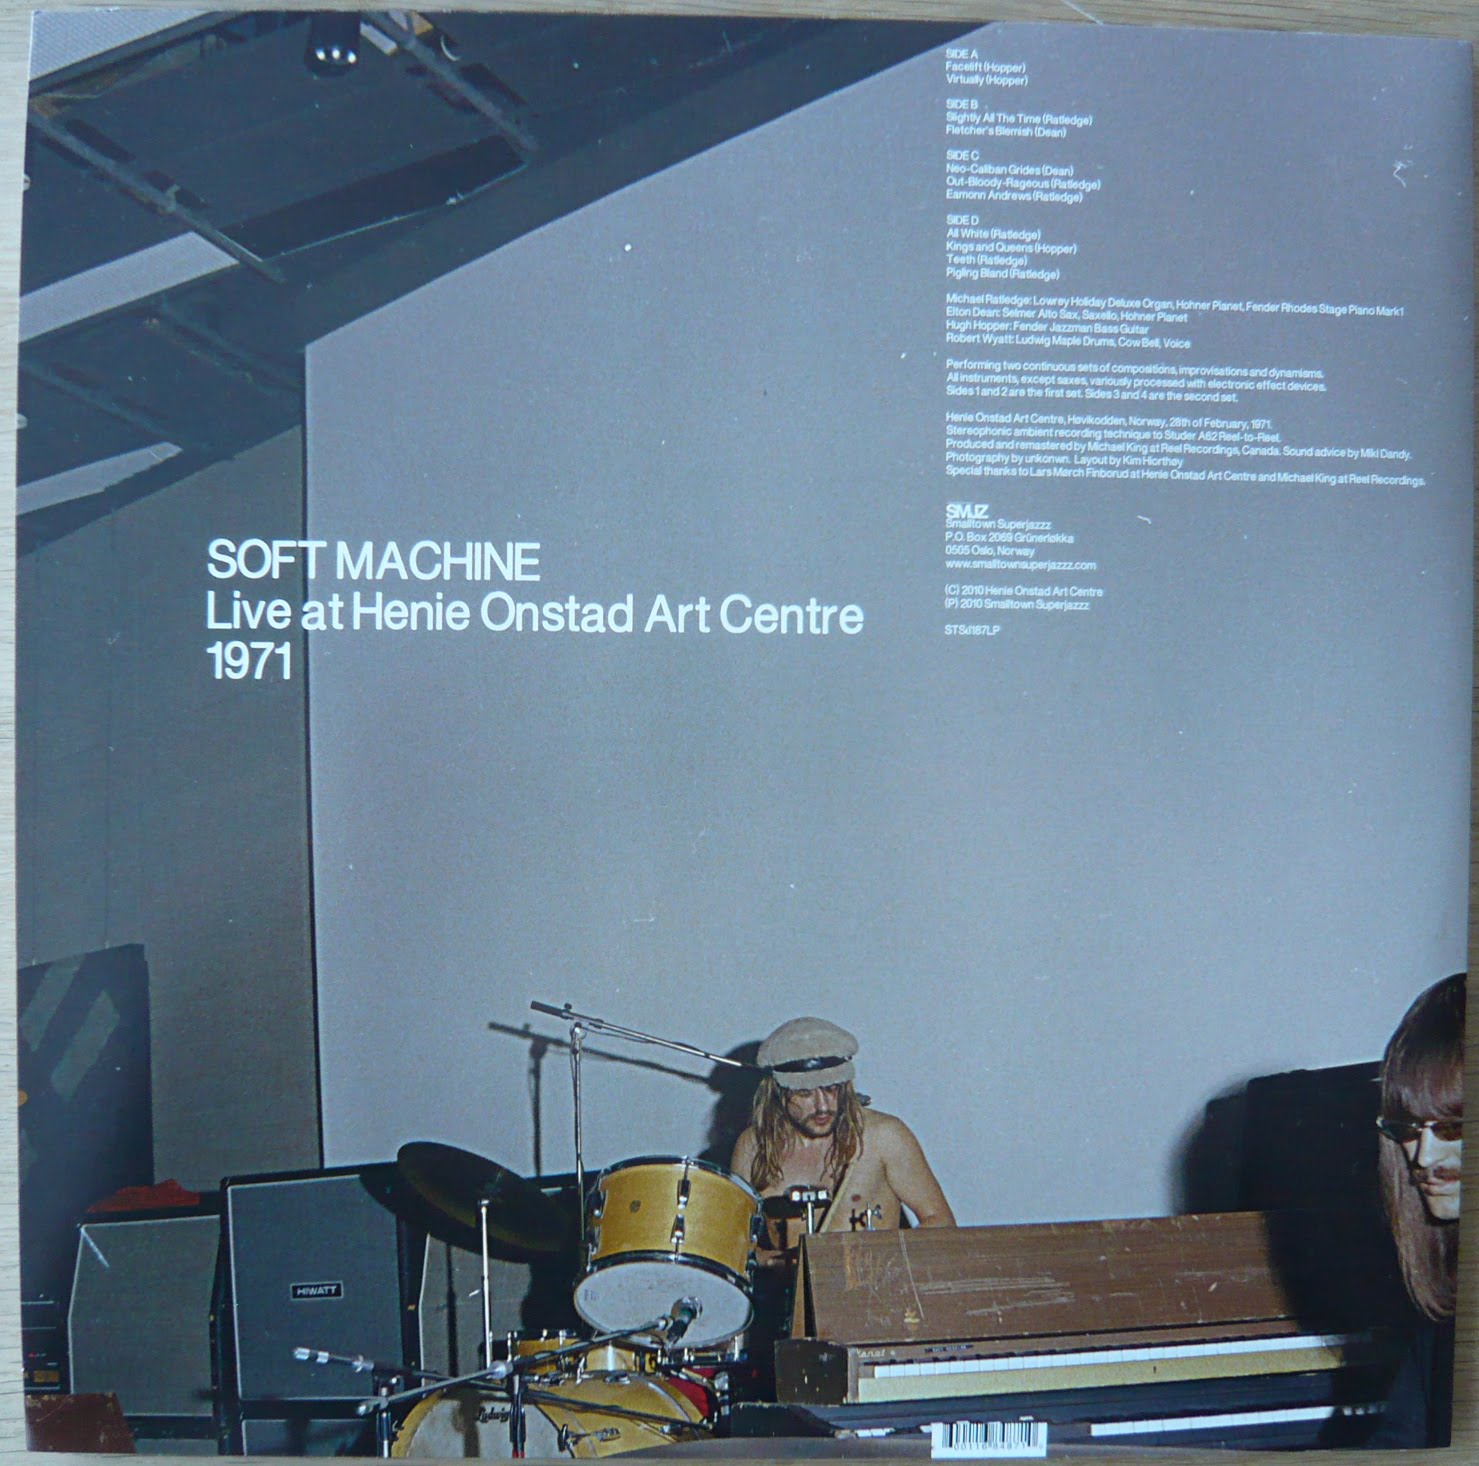 SIDE A
Facelift (Hopper)
Virtually (Hopper)
SIDE B
Slightly All The Time (Ratledge)
Fletcher's Blemish (Dean)
SIDE C
Neo-Caliban Grides (Dean)
Out-Bloody-Rageous (Ratledge)
Eamonn Andrews (Ratledge)
SIDE D
All White (Ratledge)
Kings and Queens (Hopper)
Teeth (Ratledge)
Pigling Bland (Ratledge)
Michael Ratledge: Lowrey Holiday Deluxe Organ, Hohner Pianet, Fender Rhodes Stage Piano Mark1
Elton Dean: Selmer Alto Sax, Saxello, Hohner Pianet
Hugh Hopper: Fender Jazzman Bass Guitar
Robert Wyatt: Ludwig Maple Drums, Cow Bell, Voice
Performing two continuous sets of compositions, improvisations and dynamisms.
All instruments, except saxes, variously processed with electronic effect devices.
Sides 1 and 2 are the first set. Sides 3 and 4 are the second set.
Henie Onstad Art Centre, Høvikodden, Norway, 28th of February, 1971.
Stereophonic ambient recording technique to Studer A62 Reel-to-Reel.
Produced and remastered by Michael King at Reel Recordings, Canada. Sound advice by Miki Dandy.
Photography by unkonwn. Layout by Kim Hiorthøy
Special thanks to Lars Mørch Finborud at Henie Onstad Art Centre and Michael King at Reel Recordings.
SMJZ
Smalltown Superjazzz
P.O. Box 2069 Grünerløkka
0505 Oslo, Norway
www.smalltownsuperjazzz.com
(C) 2010 Henie Onstad Art Centre
(P) 2010 Smalltown Superjazzz
STSJ187LP
SOFT MACHINE
Live at Henie Onstad Art Centre
1971
HIWATT
Ludwig